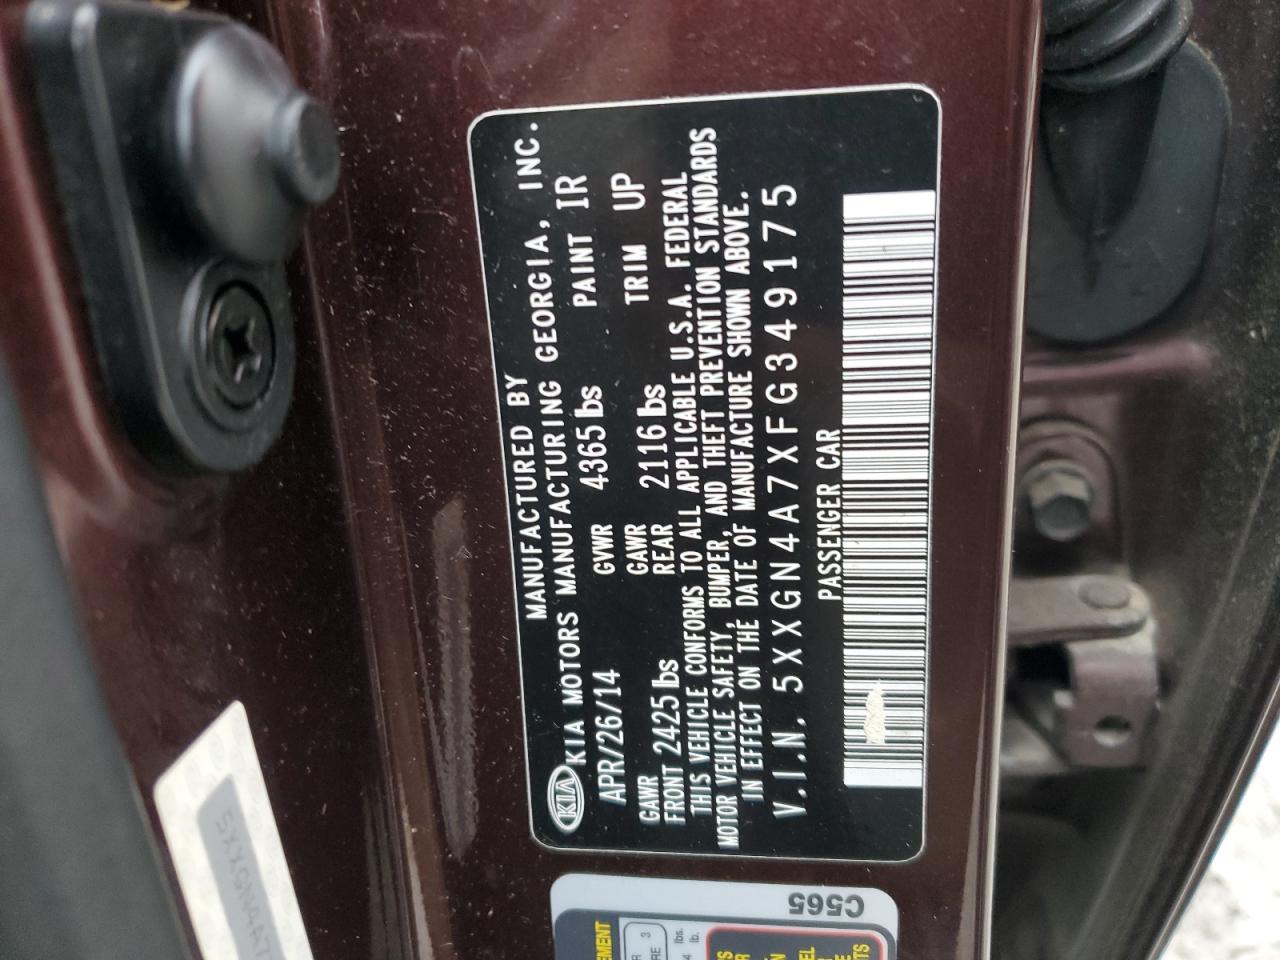 MANUFACTURED BY
KIA KIA MOTORS MANUFACTURING GEORGIA, INC.
APR/26/14 GVWR 4365 lbs PAINT IR
GAWR FRONT 2425 lbs GAWR REAR 2116 lbs TRIM UP
THIS VEHICLE CONFORMS TO ALL APPLICABLE U.S.A. FEDERAL
MOTOR VEHICLE SAFETY, BUMPER, AND THEFT PREVENTION STANDARDS
IN EFFECT ON THE DATE OF MANUFACTURE SHOWN ABOVE.
V.I.N. 5XXGN4A7XFG349175
PASSENGER CAR
C565
5XXGN4A7